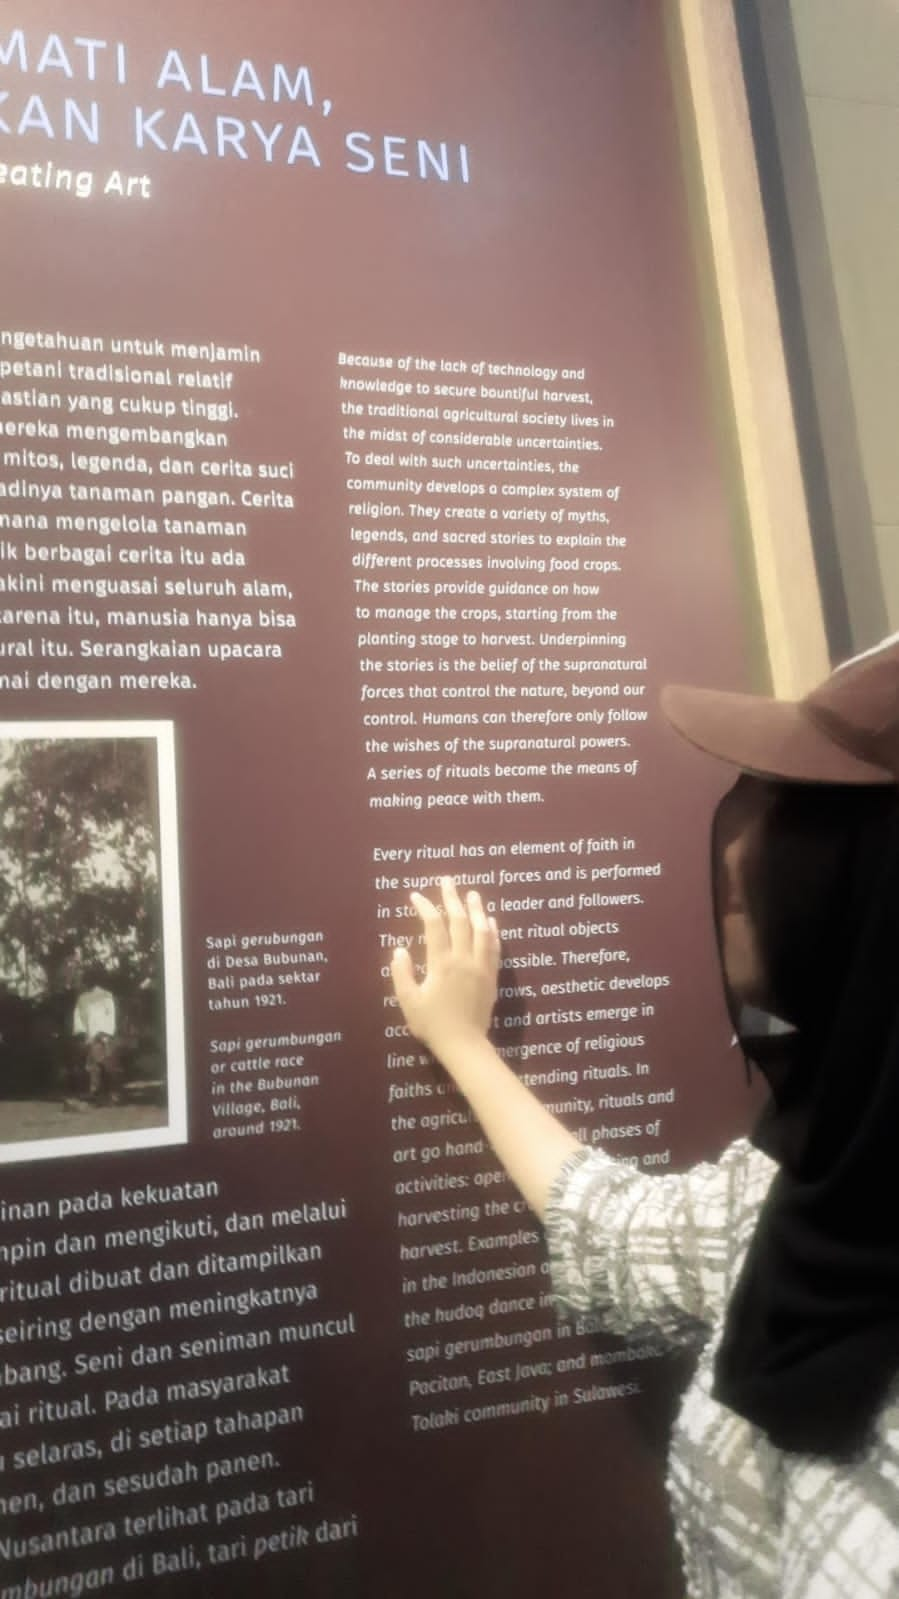 MATI ALAM,
KAN KARYA SENI
eating Art
ngetahuan untuk menjamin
petani tradisional relatif
astian yang cukup tinggi.
mereka mengembangkan
mitos, legenda, dan cerita suci
adinya tanaman pangan. Cerita
mana mengelola tanaman
ik berbagai cerita itu ada
akini menguasai seluruh alam,
karena itu, manusia hanya bisa
ural itu. Serangkaian upacara
mai dengan mereka.
Because of the lack of technology and
knowledge to secure bountiful harvest,
the traditional agricultural society lives in
the midst of considerable uncertainties.
To deal with such uncertainties, the
community develops a complex system of
religion. They create a variety of myths,
legends, and sacred stories to explain the
different processes involving food crops.
The stories provide guidance on how
to manage the crops, starting from the
planting stage to harvest. Underpinning
the stories is the belief of the supranatural
forces that control the nature, beyond our
control. Humans can therefore only follow
the wishes of the supranatural powers.
A series of rituals become the means of
making peace with them.
Every ritual has an element of faith in
the supranatural forces and is performed
in a leader and followers.
They ent ritual objects
possible. Therefore,
rows, aesthetic develops
acc t and artists emerge in
line mergence of religious
faiths tending rituals. In
the agricul munity, rituals and
art go hand all phases of
activities: ope and
harvesting the
harvest. Examples
in the Indonesian
the hudoq dance in
sapi gerumbungan in
Pacitan, East Java; and
Tolaki community in Sulawesi.
Sapi gerubungan
di Desa Bubunan,
Bali pada sektar
tahun 1921.
Sapi gerumbungan
or cattle race
in the Bubunan
Village, Bali,
around 1921.
inan pada kekuatan
mpin dan mengikuti, dan melalui
ritual dibuat dan ditampilkan
seiring dengan meningkatnya
bang. Seni dan seniman muncul
ai ritual. Pada masyarakat
selaras, di setiap tahapan
nen, dan sesudah panen.
Nusantara terlihat pada tari
mbungan di Bali, tari petik dari